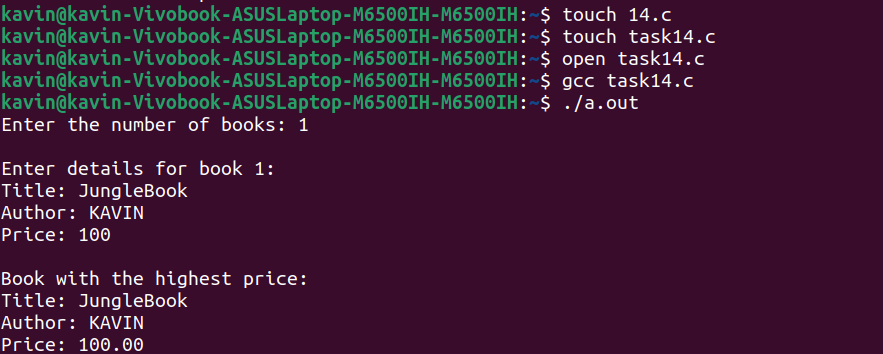 kavin@kavin-Vivobook-ASUSLaptop-M6500IH-M6500IH:~$ touch 14.c
kavin@kavin-Vivobook-ASUSLaptop-M6500IH-M6500IH:~$ touch task14.c
kavin@kavin-Vivobook-ASUSLaptop-M6500IH-M6500IH:~$ open task14.c
kavin@kavin-Vivobook-ASUSLaptop-M6500IH-M6500IH:~$ gcc task14.c
kavin@kavin-Vivobook-ASUSLaptop-M6500IH-M6500IH:~$ ./a.out
Enter the number of books: 1

Enter details for book 1:
Title: JungleBook
Author: KAVIN
Price: 100

Book with the highest price:
Title: JungleBook
Author: KAVIN
Price: 100.00